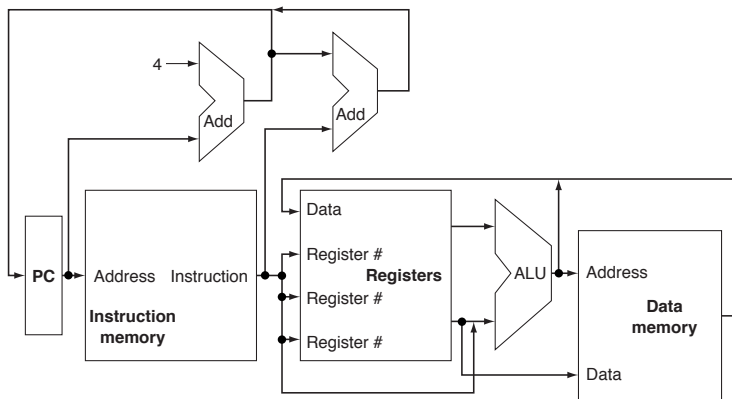 4
Add
Add
PC
Address
Instruction
Instruction
memory
Data
Register #
Register #
Register #
Registers
ALU
Address
Data
Data
memory